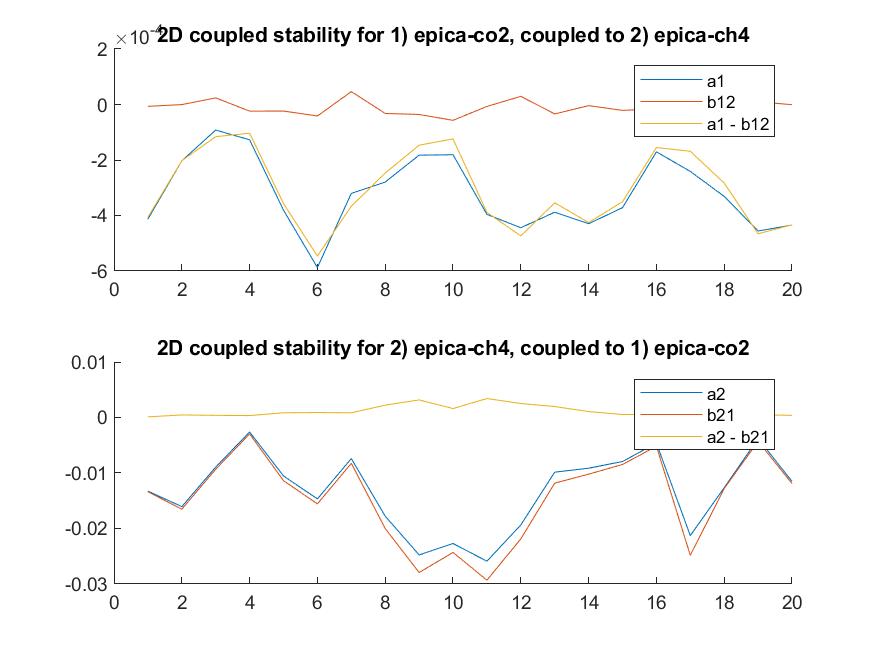 ×10⁻⁴
2D coupled stability for 1) epica-co2, coupled to 2) epica-ch4
2
0
-2
-4
-6
a1
b12
a1 - b12
0 2 4 6 8 10 12 14 16 18 20
2D coupled stability for 2) epica-ch4, coupled to 1) epica-co2
0.01
0
-0.01
-0.02
-0.03
a2
b21
a2 - b21
0 2 4 6 8 10 12 14 16 18 20